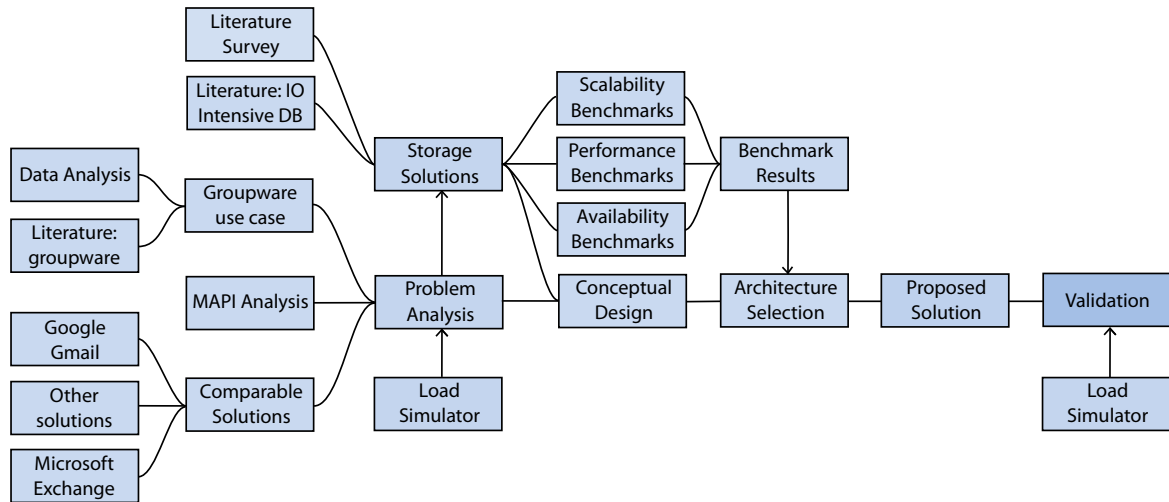 Literature
Survey
Literature: IO
Intensive DB
Data Analysis
Literature:
groupware
Groupware
use case
MAPI Analysis
Google
Gmail
Other
solutions
Microsoft
Exchange
Comparable
Solutions
Storage
Solutions
Problem
Analysis
Load
Simulator
Scalability
Benchmarks
Performance
Benchmarks
Availability
Benchmarks
Conceptual
Design
Benchmark
Results
Architecture
Selection
Proposed
Solution
Validation
Load
Simulator